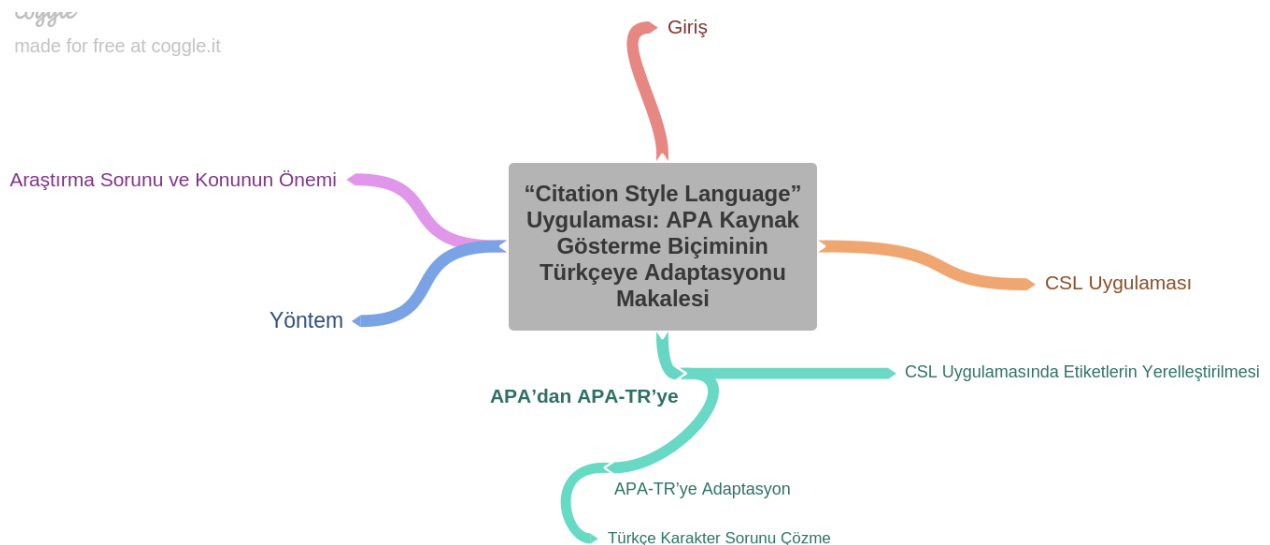 coggle
made for free at coggle.it
Giriş
Araştırma Sorunu ve Konunun Önemi
“Citation Style Language”
Uygulaması: APA Kaynak
Gösterme Biçiminin
Türkçeye Adaptasyonu
Makalesi
CSL Uygulaması
Yöntem
CSL Uygulamasında Etiketlerin Yerelleştirilmesi
APA’dan APA-TR’ye
APA-TR’ye Adaptasyon
Türkçe Karakter Sorunu Çözme